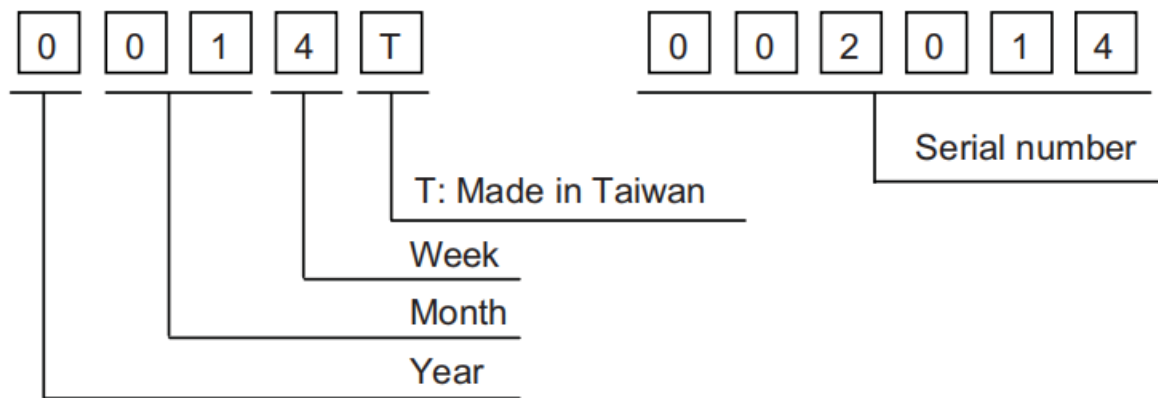 0 0 1 4 T 0 0 2 0 1 4
Serial number
T: Made in Taiwan
Week
Month
Year